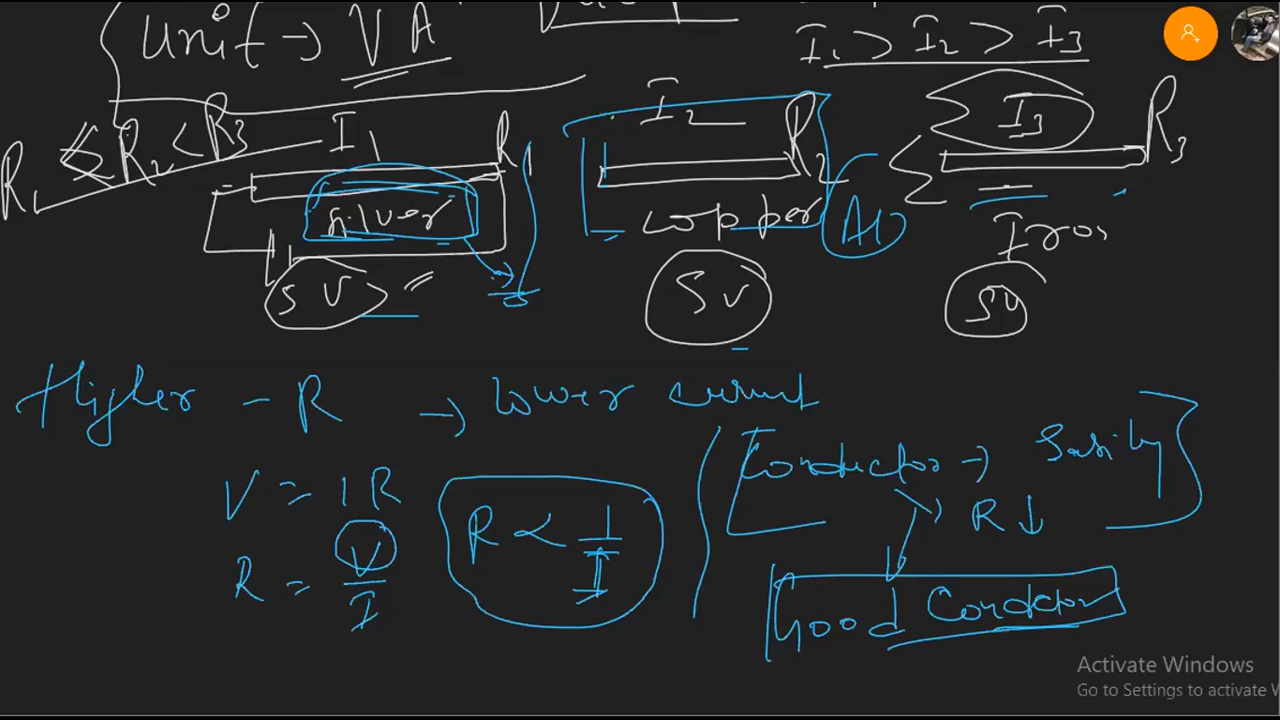 unit → VA
I₁ > I₂ > I₃
R₁ < R₂ < R₃
I₁ R₁
I₂ R₂
I₃ R₃
silver
copper
Al
Iron
5V
5V
5V
Higher - R → lower current
V = IR
R = V/I
R ∝ 1/I
Conductor →
→ R ↓
Good Conductor
Activate Windows
Go to Settings to activate W